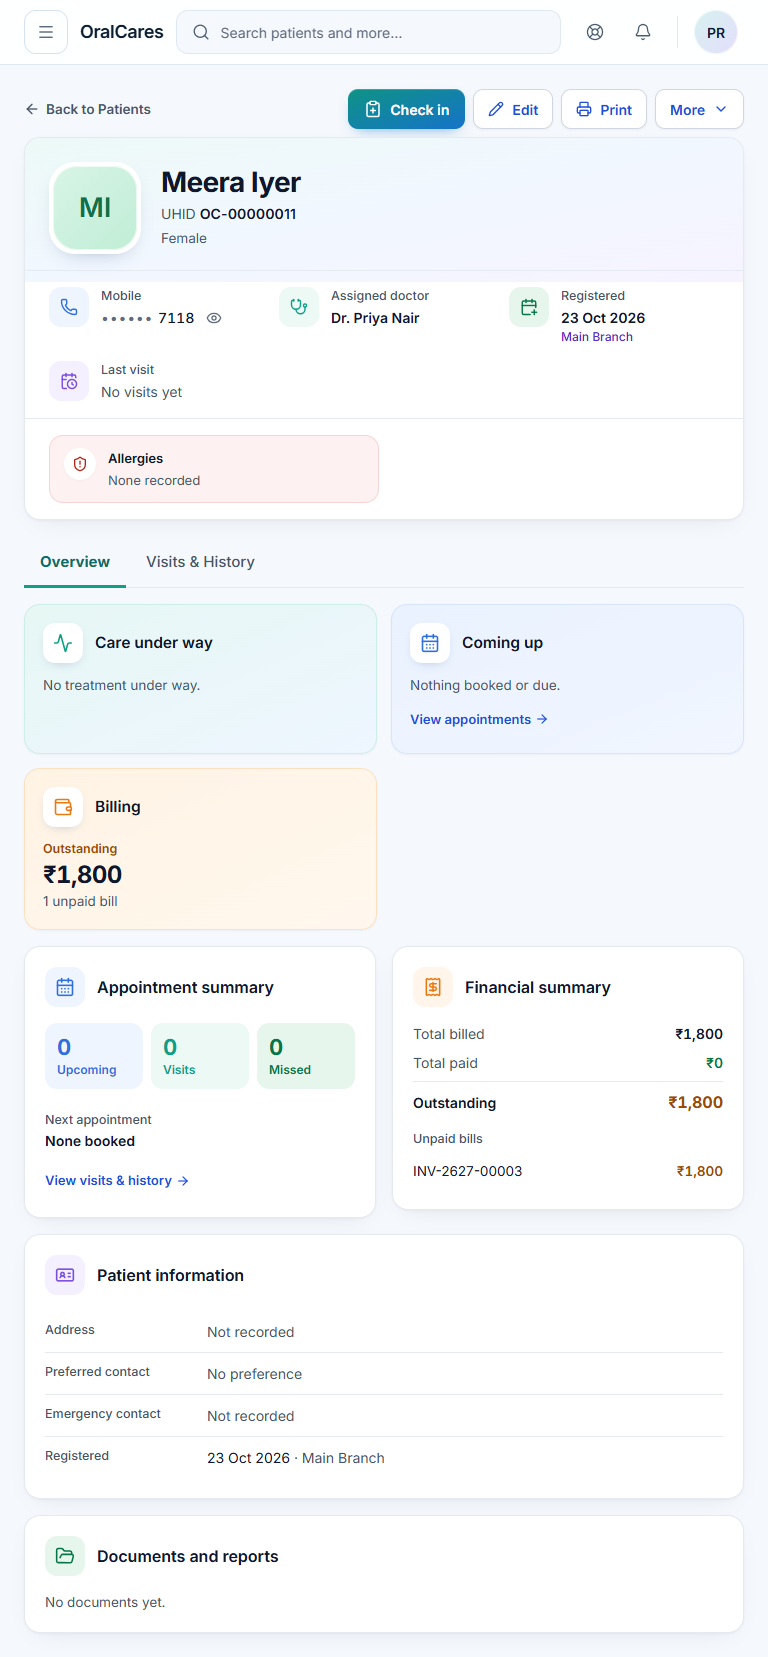 OralCares
Search patients and more...
PR
Back to Patients
Check in
Edit
Print
More
MI
Meera Iyer
UHID OC-00000011
Female
Mobile
•••••• 7118
Assigned doctor
Dr. Priya Nair
Registered
23 Oct 2026
Main Branch
Last visit
No visits yet
Allergies
None recorded
Overview
Visits & History
Care under way
No treatment under way.
Coming up
Nothing booked or due.
View appointments →
Billing
Outstanding
₹1,800
1 unpaid bill
Appointment summary
0
Upcoming
0
Visits
0
Missed
Next appointment
None booked
View visits & history →
Financial summary
Total billed ₹1,800
Total paid ₹0
Outstanding ₹1,800
Unpaid bills
INV-2627-00003 ₹1,800
Patient information
Address Not recorded
Preferred contact No preference
Emergency contact Not recorded
Registered 23 Oct 2026 · Main Branch
Documents and reports
No documents yet.